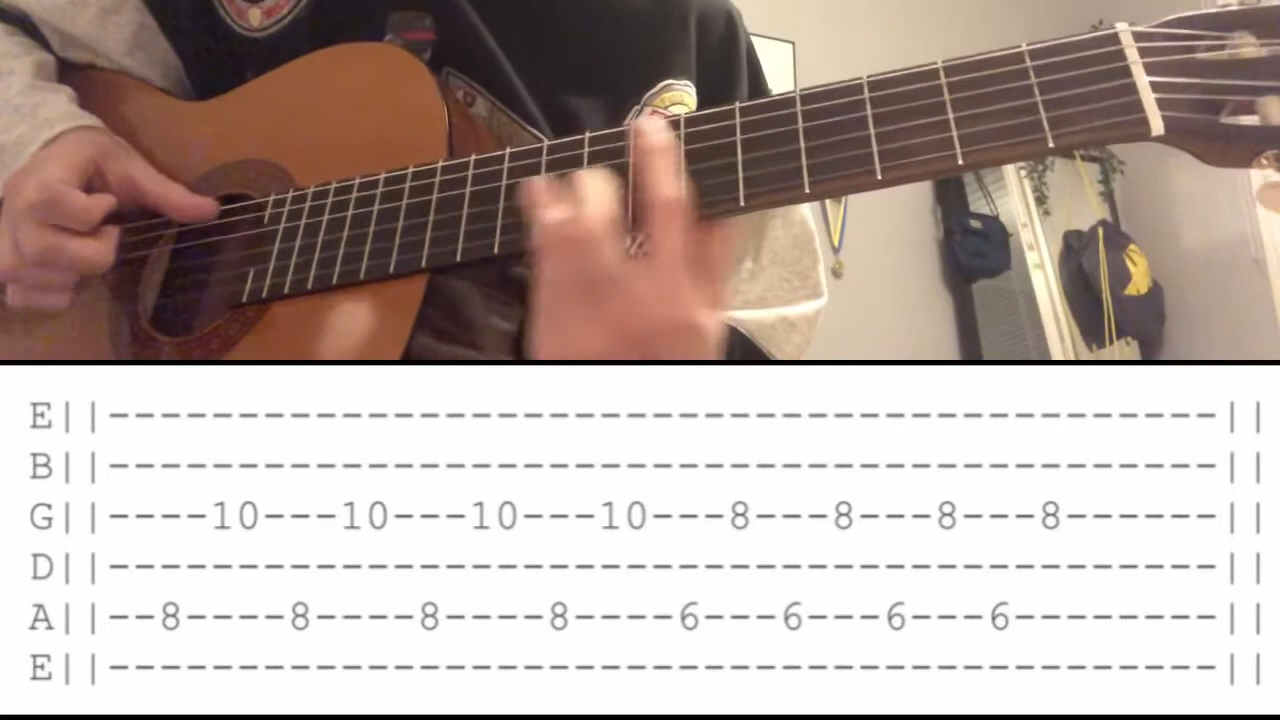 E||-------------------------------------------||
B||-------------------------------------------||
G||----10---10---10---10---8---8---8---8------||
D||-------------------------------------------||
A||--8----8----8----8----6---6---6---6--------||
E||-------------------------------------------||